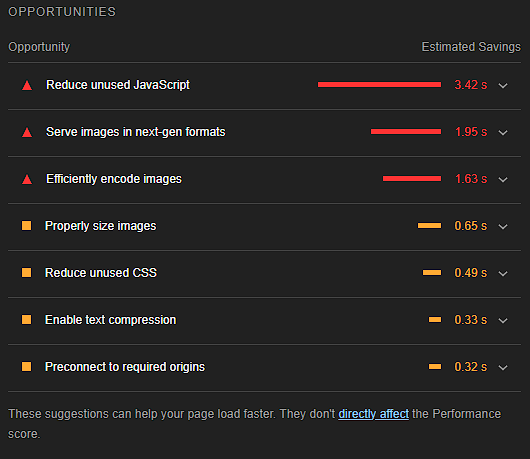 OPPORTUNITIES
Opportunity Estimated Savings
Reduce unused JavaScript 3.42 s
Serve images in next-gen formats 1.95 s
Efficiently encode images 1.63 s
Properly size images 0.65 s
Reduce unused CSS 0.49 s
Enable text compression 0.33 s
Preconnect to required origins 0.32 s
These suggestions can help your page load faster. They don't directly affect the Performance
score.